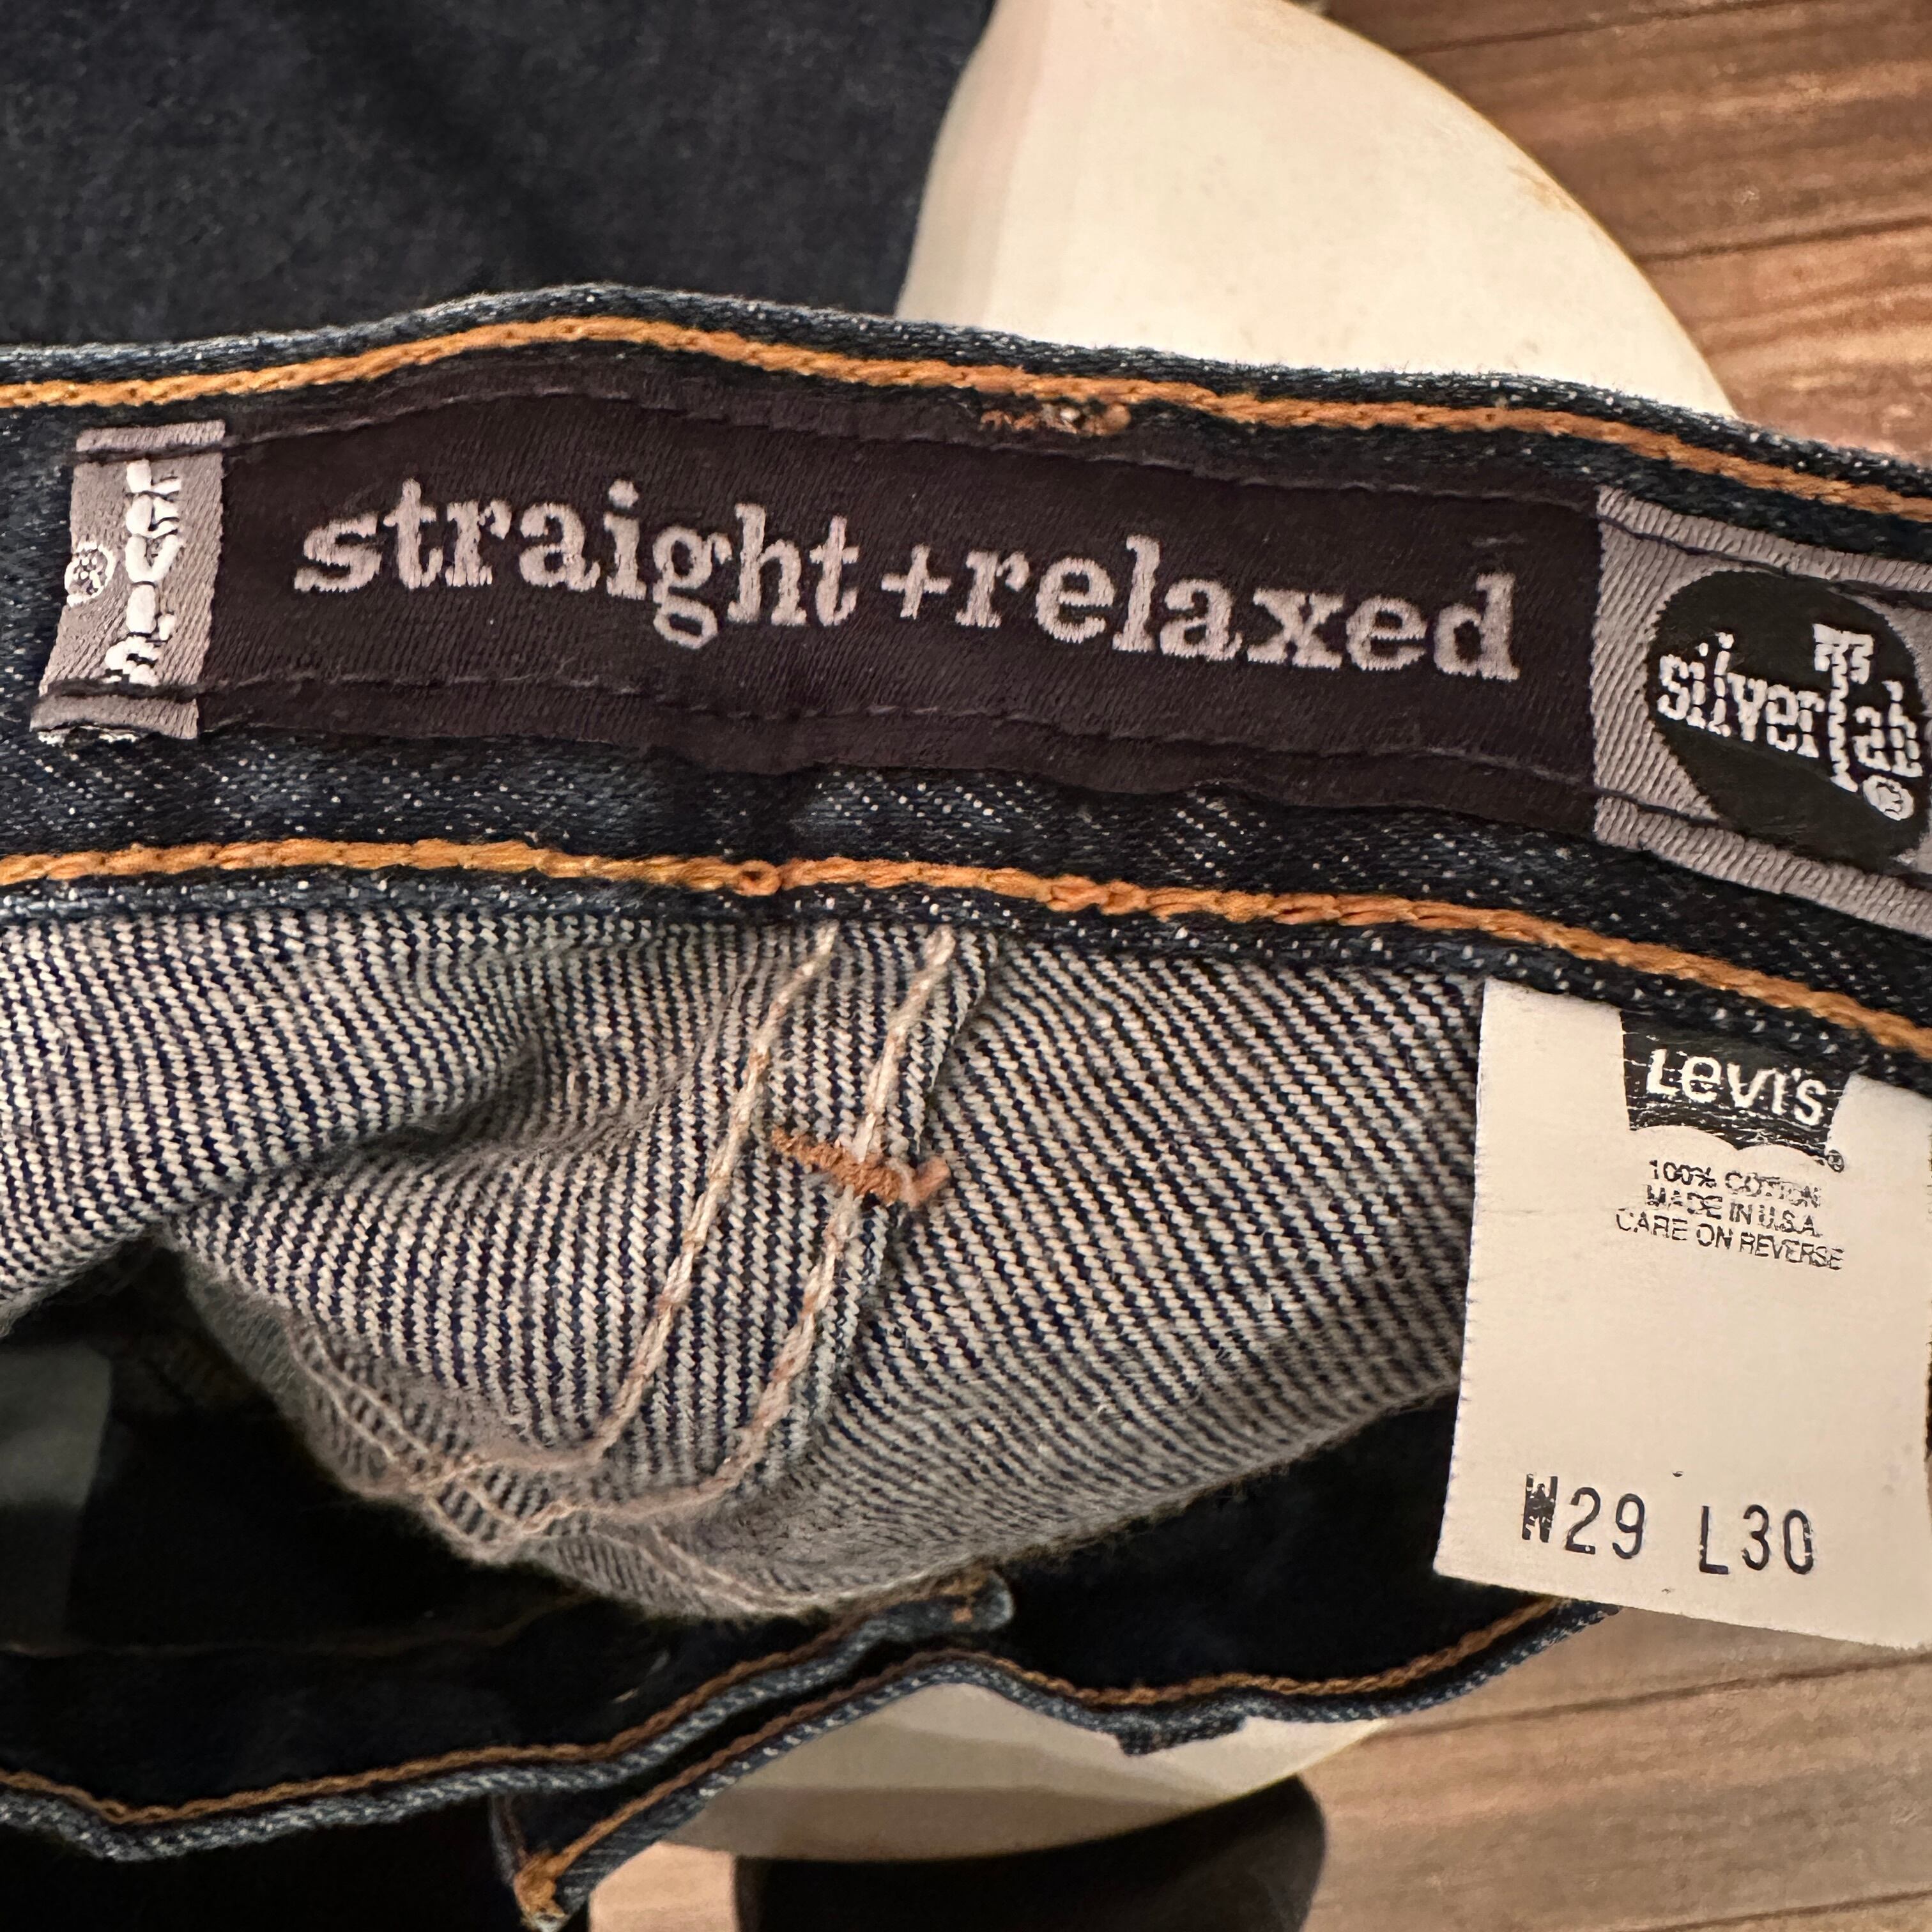 Levi's
®
straight+relaxed
silvertab®
Levi's®
100% COTTON
MADE IN U.S.A.
CARE ON REVERSE
W29 L30